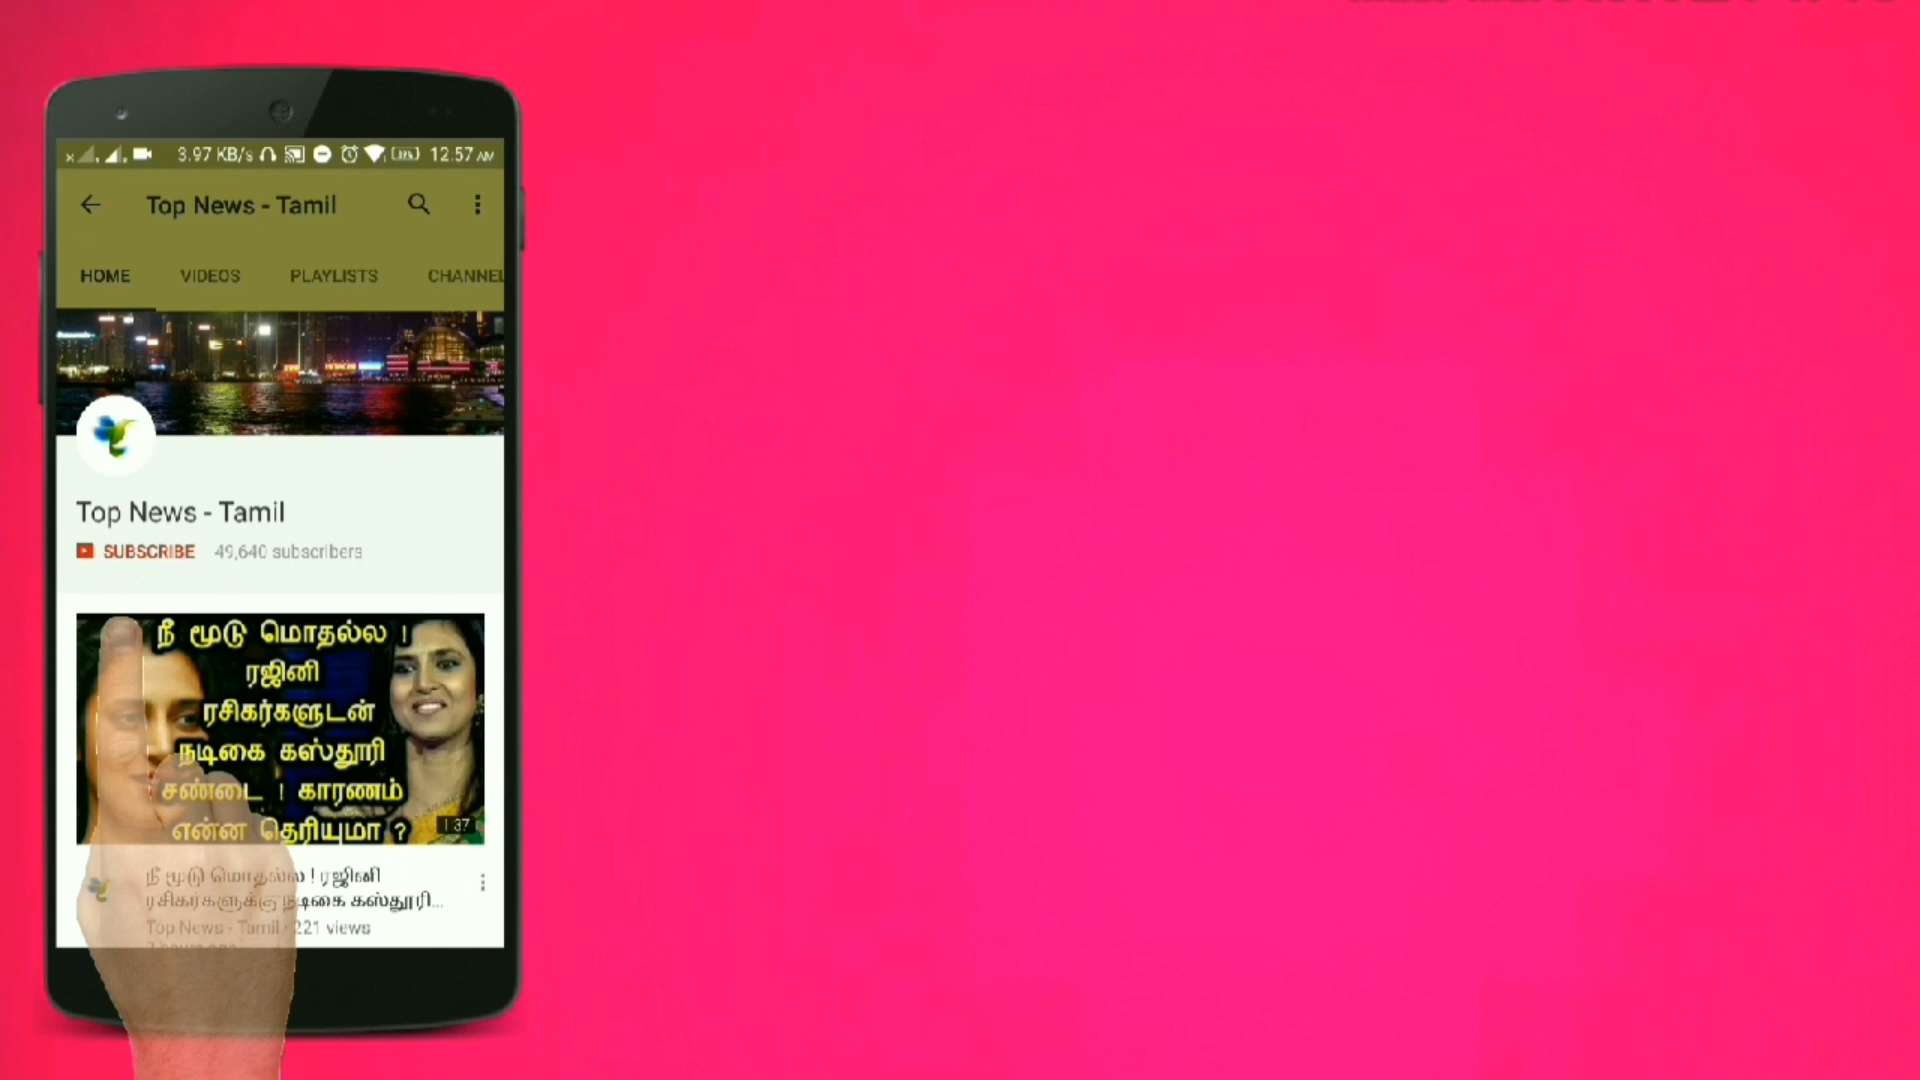 3.97 KB/s 12.57 AM
Top News - Tamil
HOME VIDEOS PLAYLISTS CHANNEL
Top News - Tamil
SUBSCRIBE 49,640 subscribers
நீ மூடு மொதல்ல !
ரஜினி
ரசிகர்களுடன்
நடிகை கஸ்தூரி
சண்டை ! காரணம்
என்ன தெரியுமா ?
1:37
நீ மூடு மொதல்ல ! ரஜினி
ரசிகர்களுக்கு நடிகை கஸ்தூரி...
Top News - Tamil · 221 views